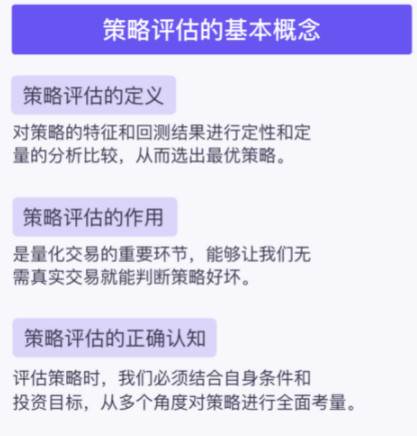 策略评估的基本概念
策略评估的定义
对策略的特征和回测结果进行定性和定
量的分析比较，从而选出最优策略。
策略评估的作用
是量化交易的重要环节，能够让我们无
需真实交易就能判断策略好坏。
策略评估的正确认知
评估策略时，我们必须结合自身条件和
投资目标，从多个角度对策略进行全面考量。